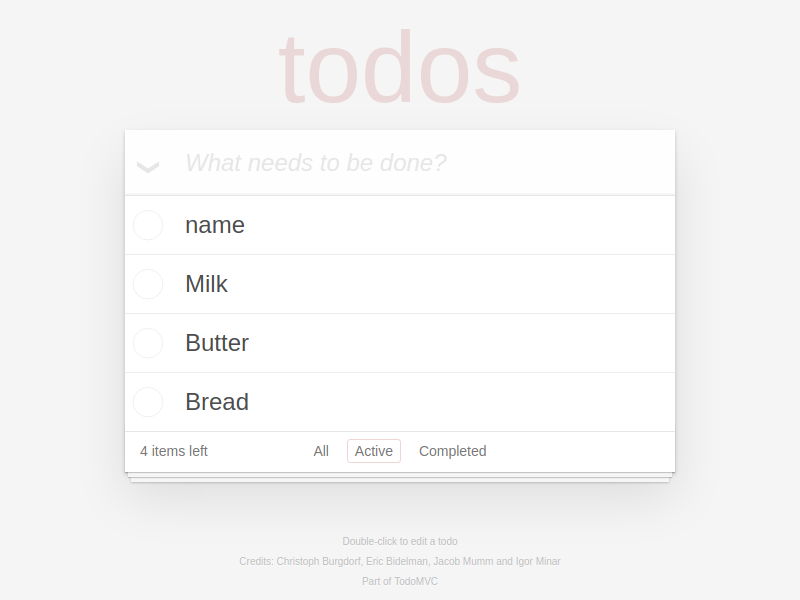 todos
What needs to be done?
name
Milk
Butter
Bread
4 items left All Active Completed
Double-click to edit a todo
Credits: Christoph Burgdorf, Eric Bidelman, Jacob Mumm and Igor Minar
Part of TodoMVC